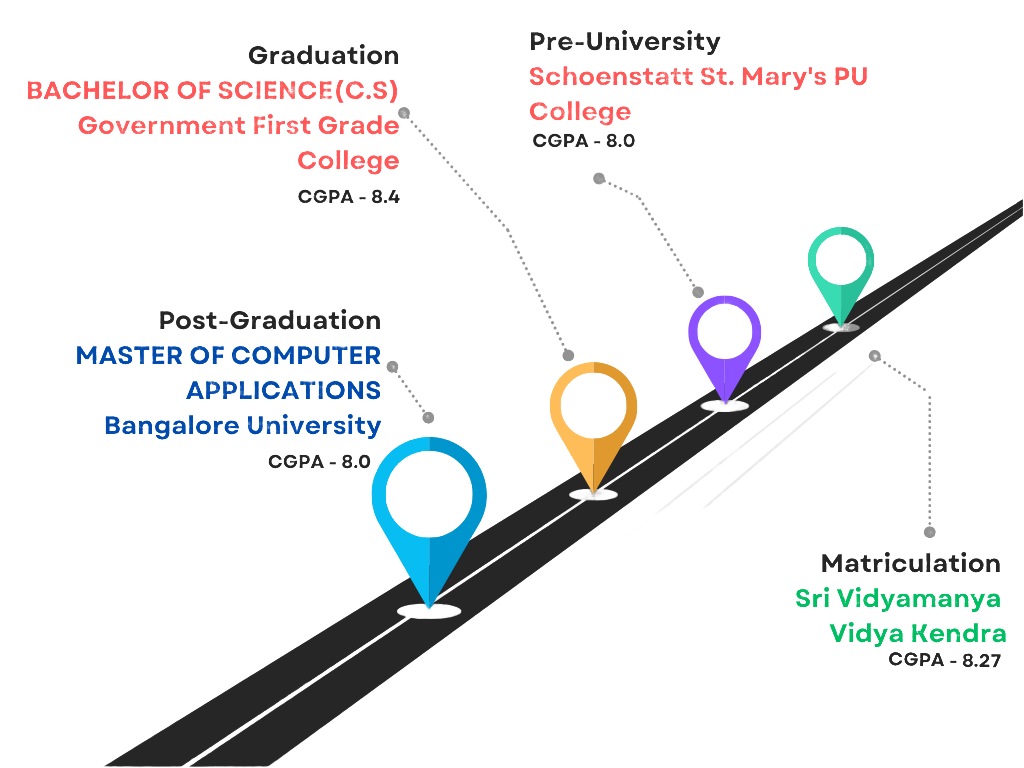 Graduation
BACHELOR OF SCIENCE(C.S)
Government First Grade
College
CGPA - 8.4
Pre-University
Schoenstatt St. Mary's PU
College
CGPA - 8.0
Post-Graduation
MASTER OF COMPUTER
APPLICATIONS
Bangalore University
CGPA - 8.0
Matriculation
Sri Vidyamanya
Vidya Kendra
CGPA - 8.27